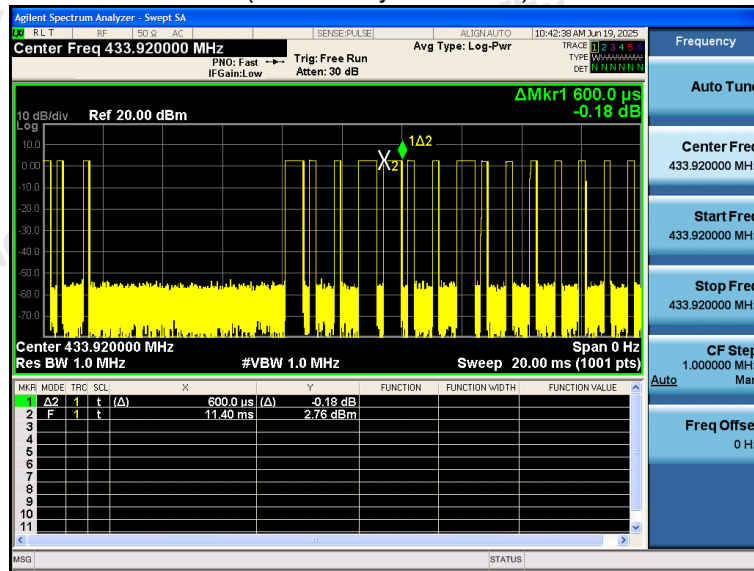 Agilent Spectrum Analyzer - Swept SA
LXI RLT RF 50 Ω AC SENSE:PULSE ALIGN AUTO 10:42:38 AM Jun 19, 2025
Center Freq 433.920000 MHz
PNO: Fast
IFGain:Low
Trig: Free Run
Atten: 30 dB
Avg Type: Log-Pwr
TRACE 1 2 3 4 5 6
TYPE
DET N N N N N N
ΔMkr1 600.0 µs
-0.18 dB
10 dB/div Ref 20.00 dBm
Log
10.0
0.00
-10.0
-20.0
-30.0
-40.0
-50.0
-60.0
-70.0
1Δ2
X2
Center 433.920000 MHz Span 0 Hz
Res BW 1.0 MHz #VBW 1.0 MHz Sweep 20.00 ms (1001 pts)
MKR MODE TRC SCL X Y FUNCTION FUNCTION WIDTH FUNCTION VALUE
1 Δ2 1 t (Δ) 600.0 µs (Δ) -0.18 dB
2 F 1 t 11.40 ms 2.76 dBm
3
4
5
6
7
8
9
10
11
MSG STATUS
Frequency
Auto Tune
Center Freq
433.920000 MHz
Start Freq
433.920000 MHz
Stop Freq
433.920000 MHz
CF Step
1.000000 MHz
Auto Man
Freq Offset
0 Hz